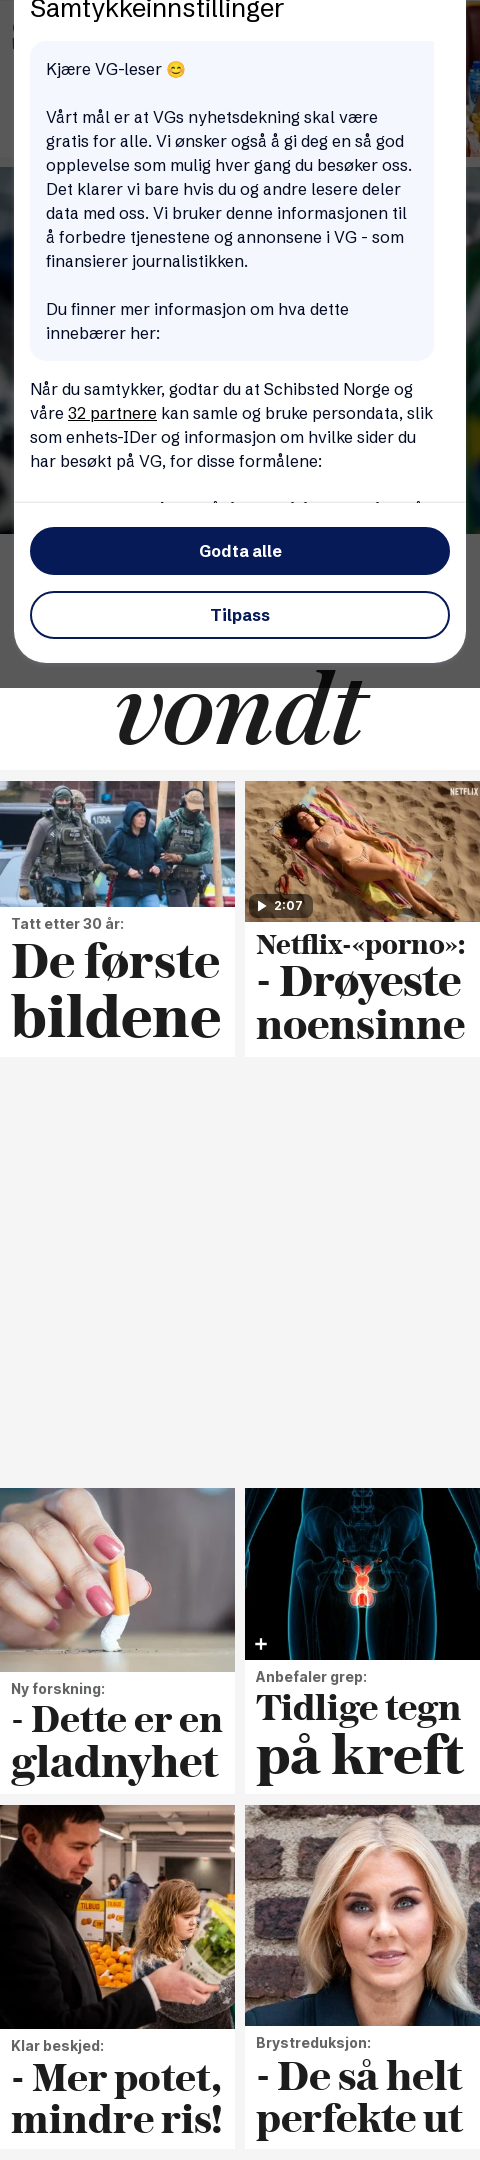 Samtykkeinnstillinger
Kjære VG-leser 😊
Vårt mål er at VGs nyhetsdekning skal være
gratis for alle. Vi ønsker også å gi deg en så god
opplevelse som mulig hver gang du besøker oss.
Det klarer vi bare hvis du og andre lesere deler
data med oss. Vi bruker denne informasjonen til
å forbedre tjenestene og annonsene i VG - som
finansierer journalistikken.
Du finner mer informasjon om hva dette
innebærer her:
Når du samtykker, godtar du at Schibsted Norge og
våre 32 partnere kan samle og bruke persondata, slik
som enhets-IDer og informasjon om hvilke sider du
har besøkt på VG, for disse formålene:
Godta alle
Tilpass
vondt
1/304
Tatt etter 30 år:
De første
bildene
NETFLIX
2:07
Netflix-«porno»:
- Drøyeste
noensinne
Ny forskning:
- Dette er en
gladnyhet
Anbefaler grep:
Tidlige tegn
på kreft
TILBUD
Klar beskjed:
- Mer potet,
mindre ris!
Brystreduksjon:
- De så helt
perfekte ut